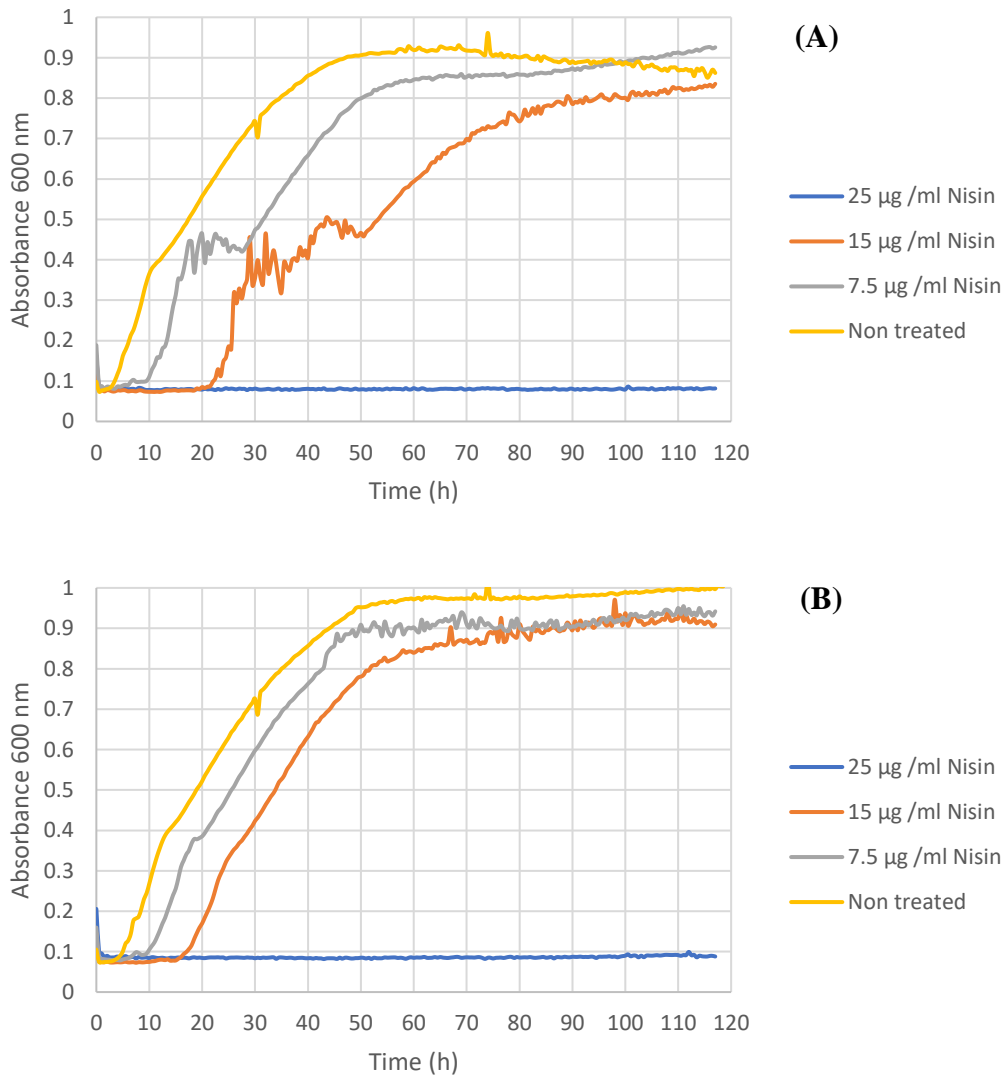 (A)
Absorbance 600 nm
1
0.9
0.8
0.7
0.6
0.5
0.4
0.3
0.2
0.1
0
0 10 20 30 40 50 60 70 80 90 100 110 120
Time (h)
25 µg /ml Nisin
15 µg /ml Nisin
7.5 µg /ml Nisin
Non treated
(B)
Absorbance 600 nm
1
0.9
0.8
0.7
0.6
0.5
0.4
0.3
0.2
0.1
0
0 10 20 30 40 50 60 70 80 90 100 110 120
Time (h)
25 µg /ml Nisin
15 µg /ml Nisin
7.5 µg /ml Nisin
Non treated